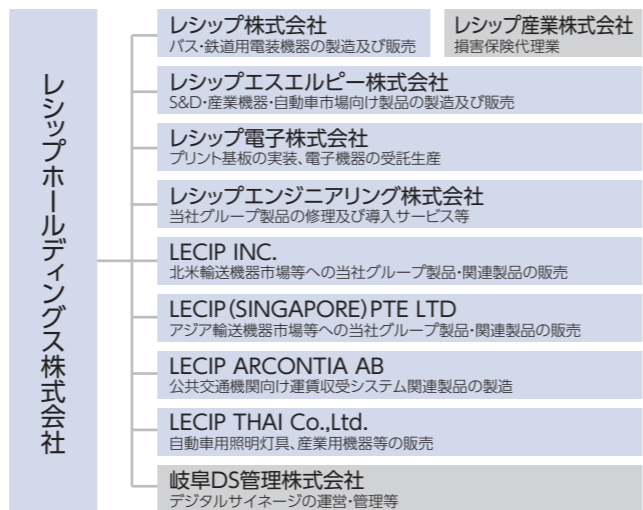 レシップホールディングス株式会社
レシップ株式会社
バス・鉄道用電装機器の製造及び販売
レシップ産業株式会社
損害保険代理業
レシップエスエルピー株式会社
S&D・産業機器・自動車市場向け製品の製造及び販売
レシップ電子株式会社
プリント基板の実装、電子機器の受託生産
レシップエンジニアリング株式会社
当社グループ製品の修理及び導入サービス等
LECIP INC.
北米輸送機器市場等への当社グループ製品・関連製品の販売
LECIP(SINGAPORE)PTE LTD
アジア輸送機器市場等への当社グループ製品・関連製品の販売
LECIP ARCONTIA AB
公共交通機関向け運賃収受システム関連製品の製造
LECIP THAI Co.,Ltd.
自動車用照明灯具、産業用機器等の販売
岐阜DS管理株式会社
デジタルサイネージの運営・管理等